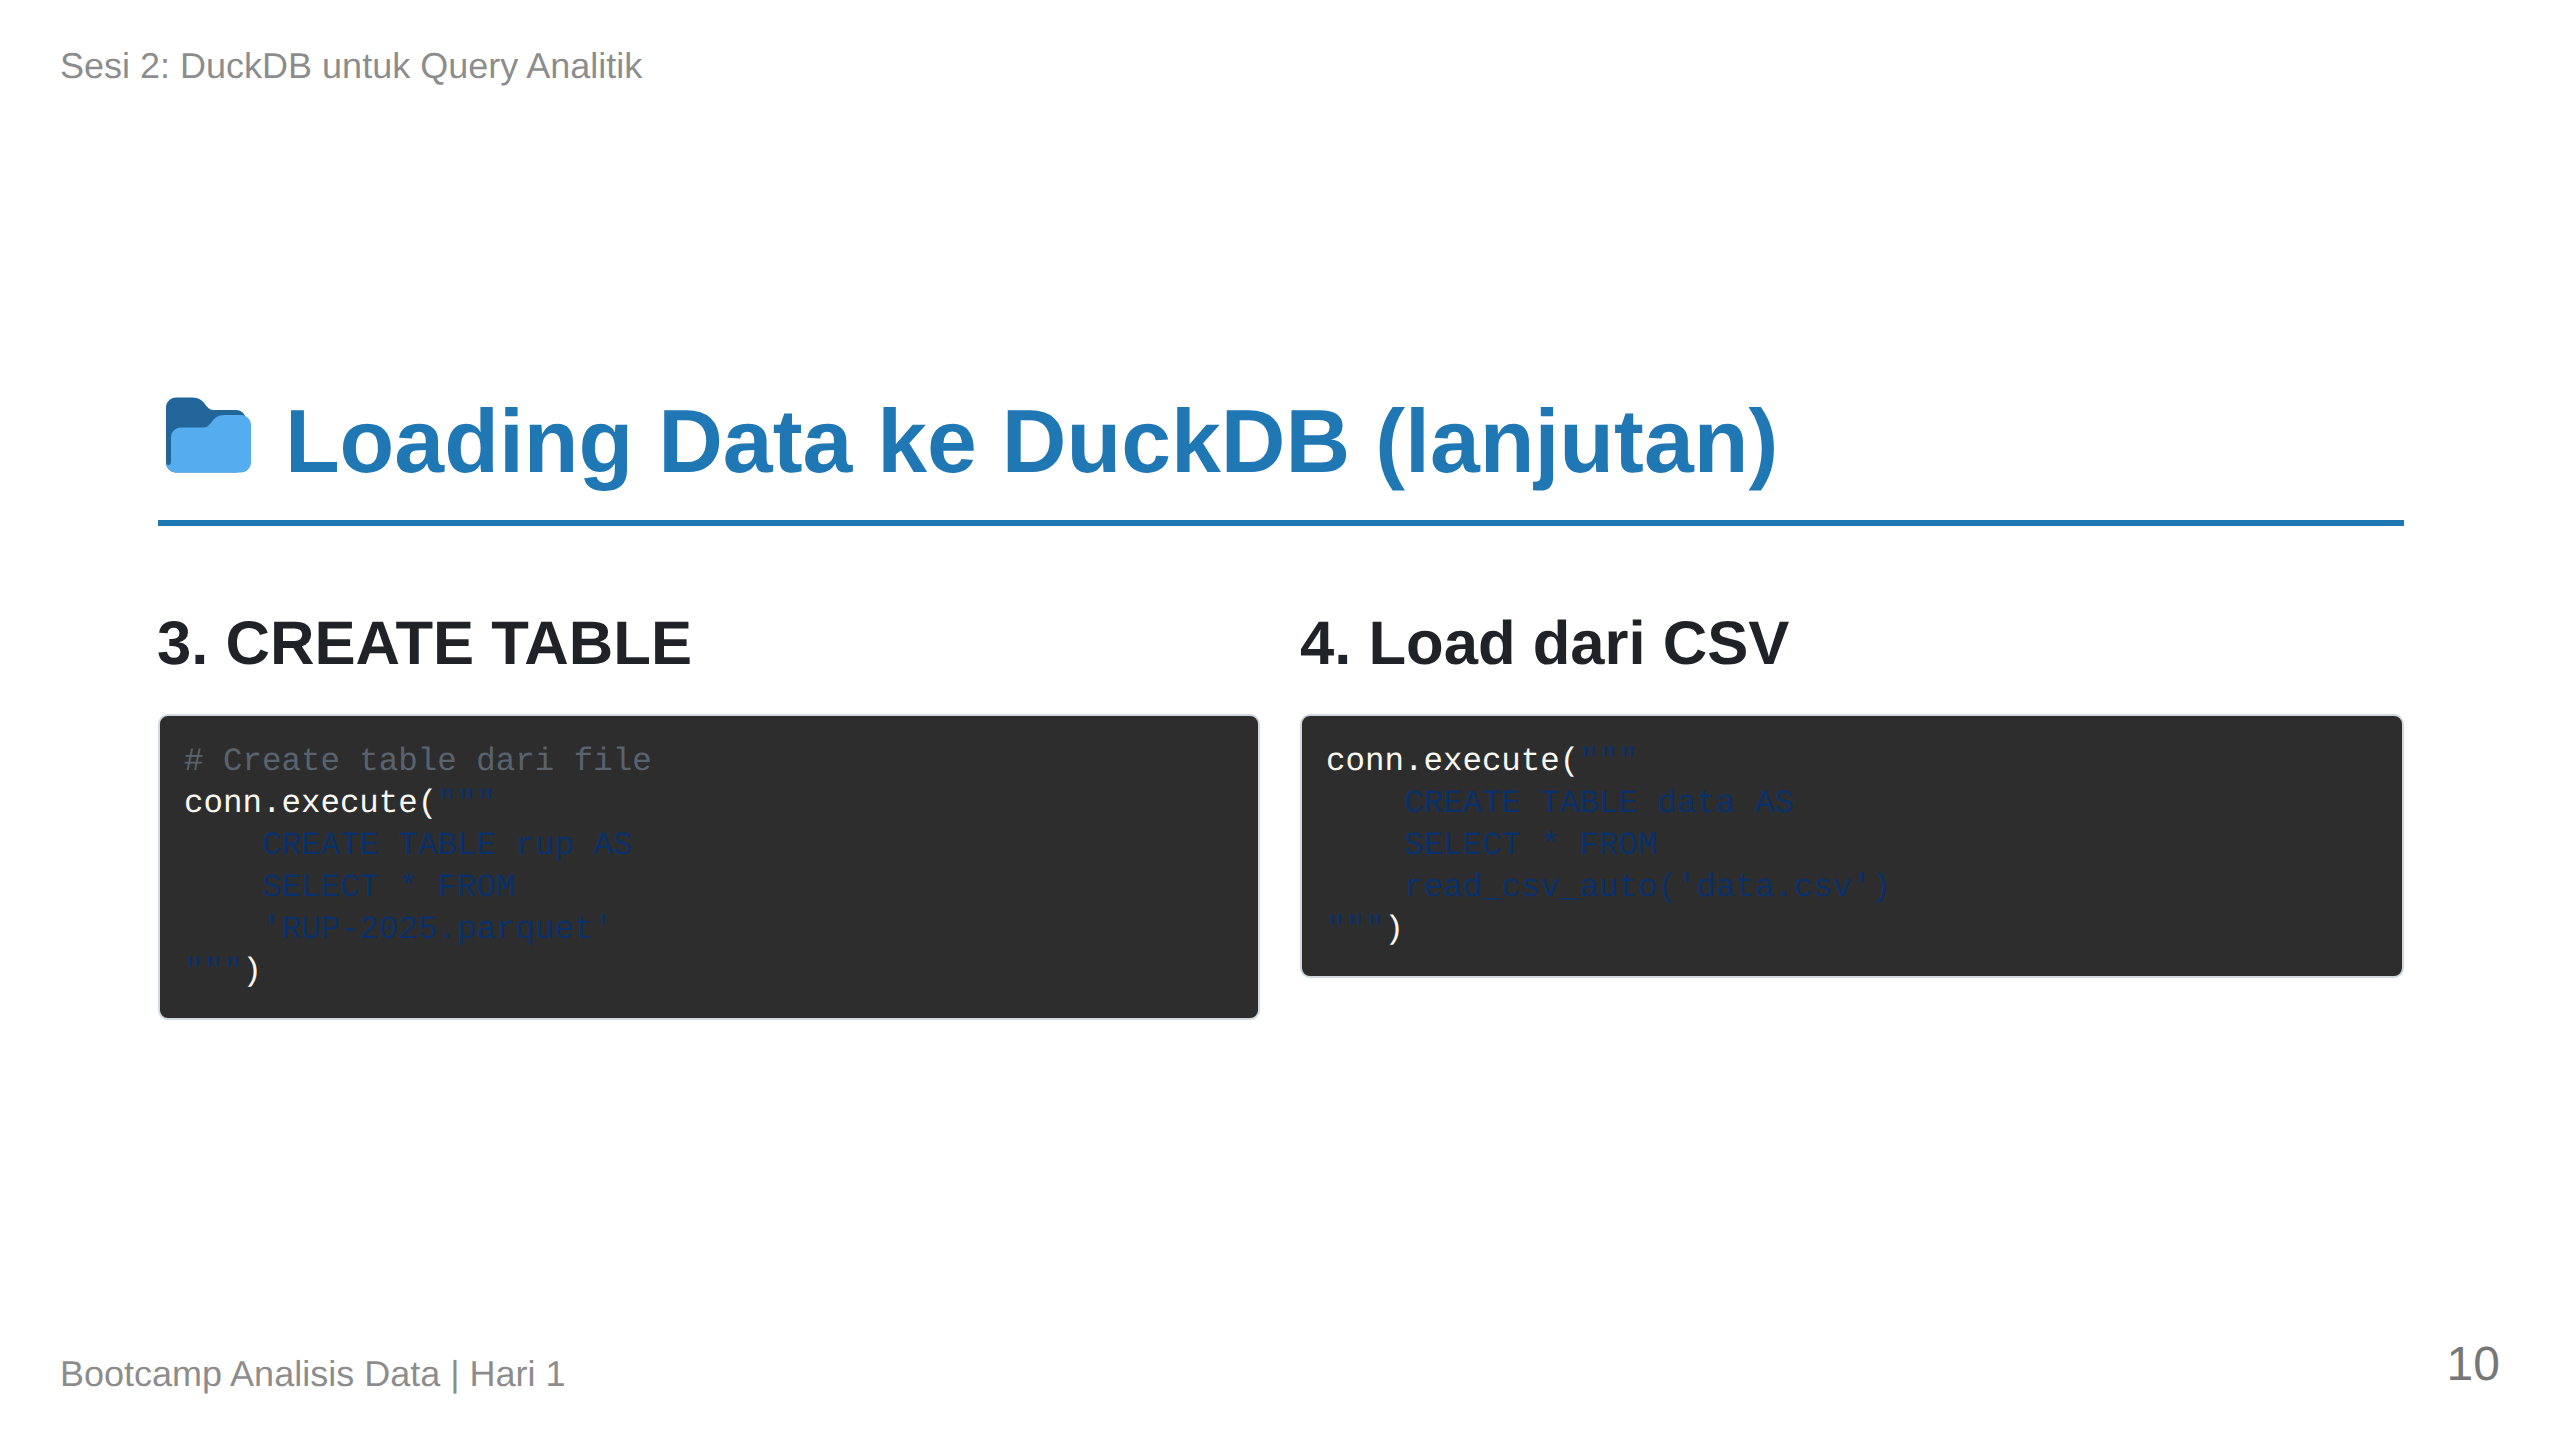 Sesi 2: DuckDB untuk Query Analitik
Loading Data ke DuckDB (lanjutan)
3. CREATE TABLE
# Create table dari file
conn.execute("""
    CREATE TABLE rup AS
    SELECT * FROM
    'RUP-2025.parquet'
""")
4. Load dari CSV
conn.execute("""
    CREATE TABLE data AS
    SELECT * FROM
    read_csv_auto('data.csv')
""")
Bootcamp Analisis Data | Hari 1
10